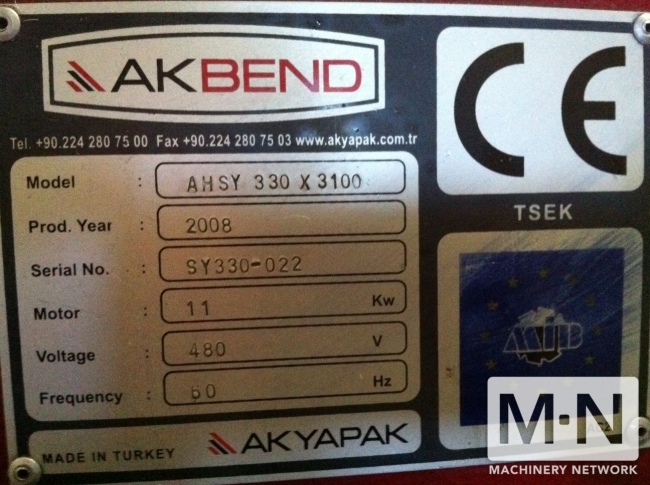 AKBEND
Tel. +90.224 280 75 00 Fax +90.224 280 75 03 www.akyapak.com.tr
Model : AHSY 330 X 3100
Prod. Year : 2008
Serial No. : SY330-022
Motor : 11 Kw
Voltage : 480 V
Frequency : 60 Hz
MADE IN TURKEY AKYAPAK
CE
TSEK
MİB
M·N
MACHINERY NETWORK